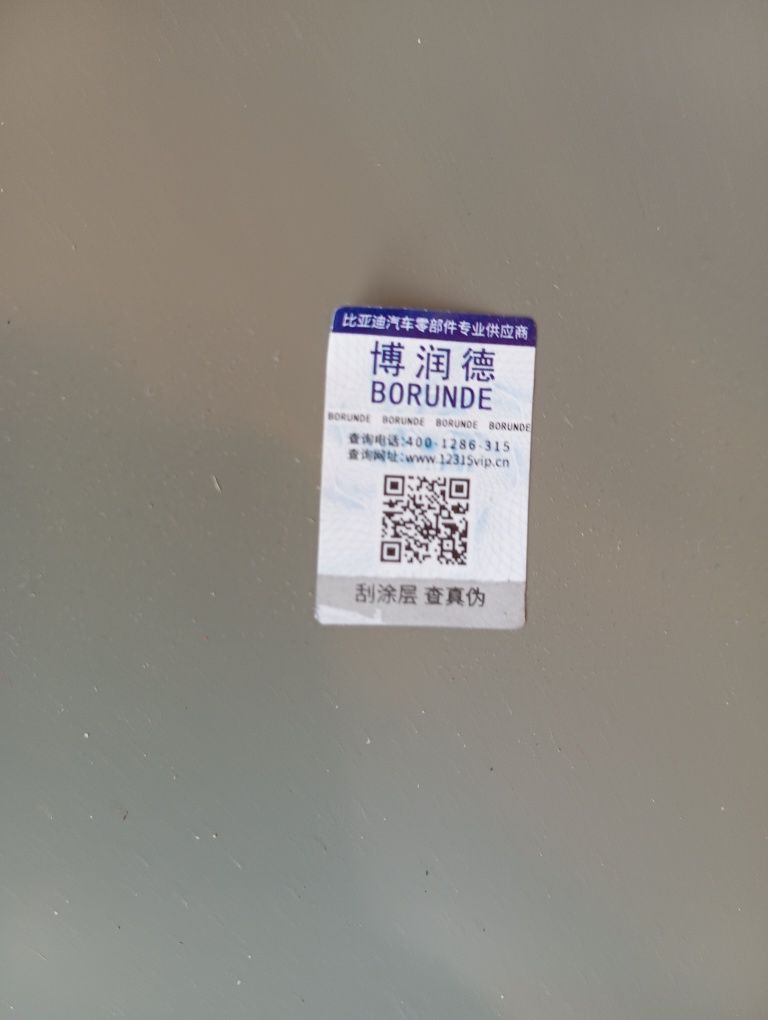 比亚迪汽车零部件专业供应商
博润德
BORUNDE
BORUNDE BORUNDE BORUNDE BORUNDE
查询电话:400-1286-315
查询网址:www.12315vip.cn
刮涂层 查真伪